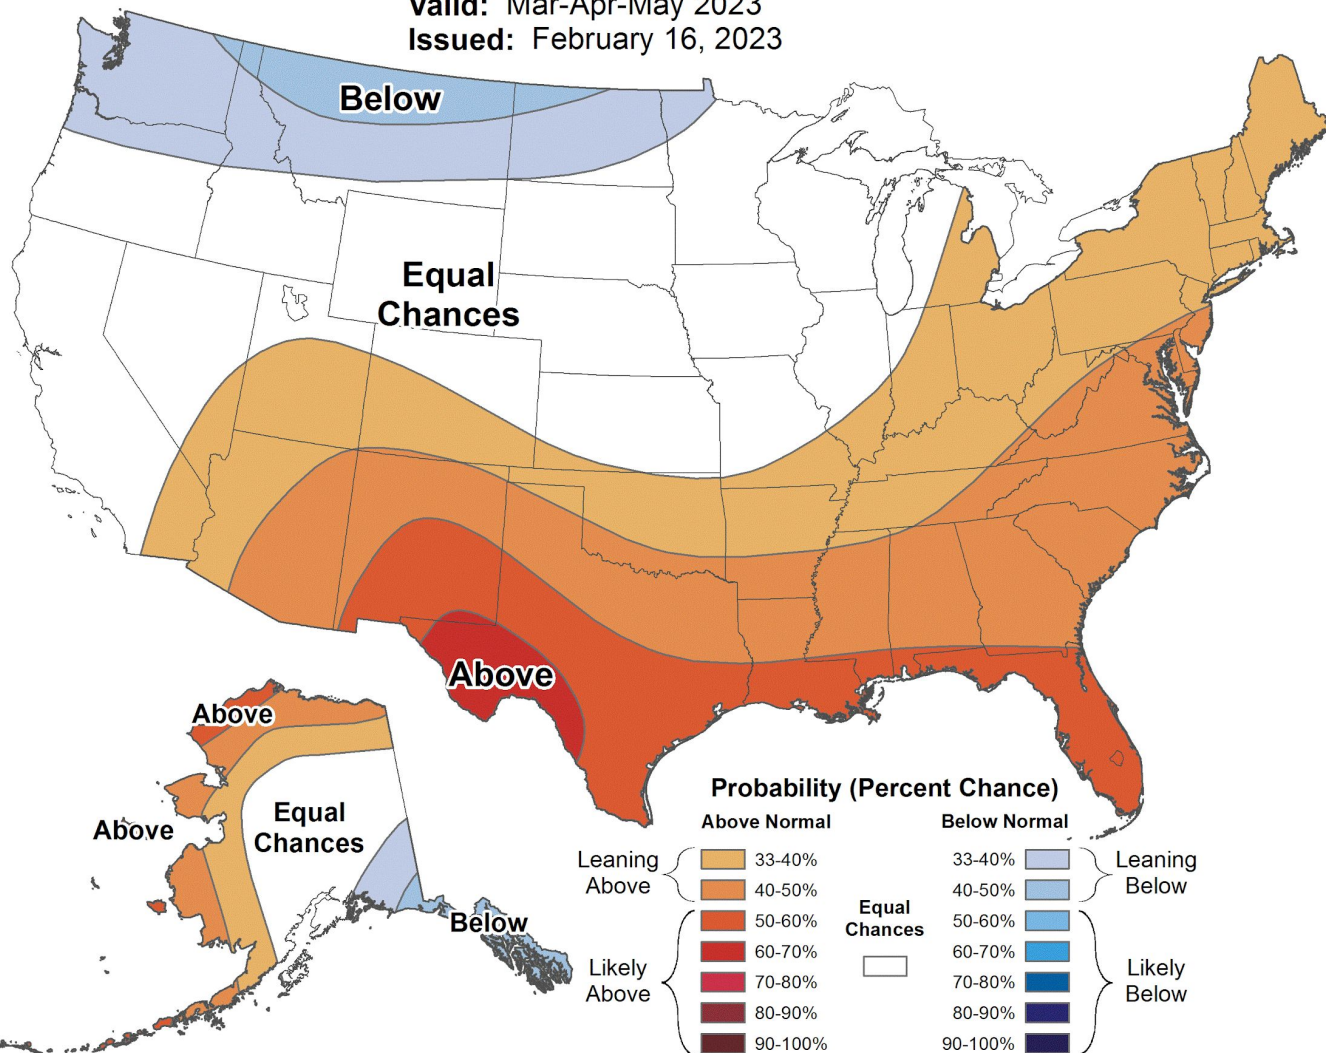 Valid: Mar-Apr-May 2023
Issued: February 16, 2023
Below
Equal
Chances
Above
Above
Above
Equal
Chances
Below
Probability (Percent Chance)
Above Normal
Below Normal
Leaning
Above
33-40%
40-50%
Likely
Above
50-60%
60-70%
70-80%
80-90%
90-100%
Equal
Chances
33-40%
40-50%
Leaning
Below
50-60%
60-70%
70-80%
80-90%
90-100%
Likely
Below